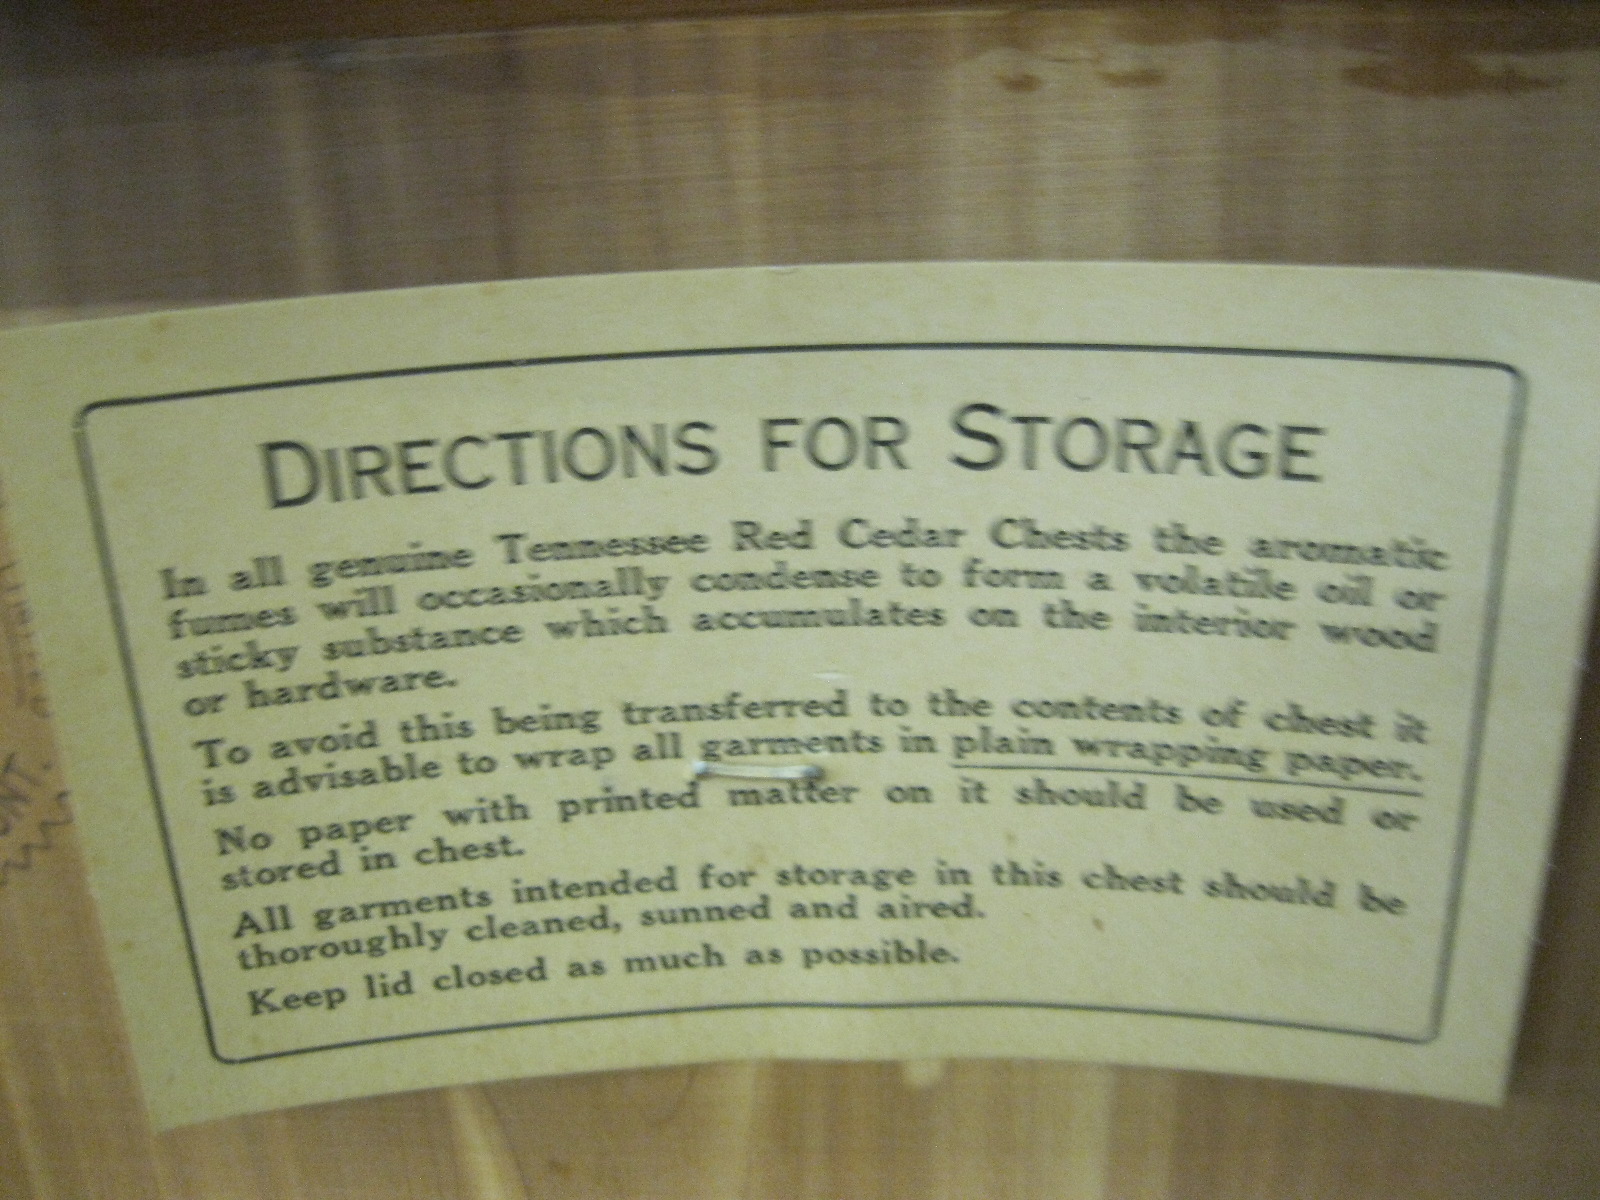 DIRECTIONS FOR STORAGE
In all genuine Tennessee Red Cedar Chests the aromatic
fumes will occasionally condense to form a volatile oil or
sticky substance which accumulates on the interior wood
or hardware.
To avoid this being transferred to the contents of chest it
is advisable to wrap all garments in plain wrapping paper.
No paper with printed matter on it should be used or
stored in chest.
All garments intended for storage in this chest should be
thoroughly cleaned, sunned and aired.
Keep lid closed as much as possible.